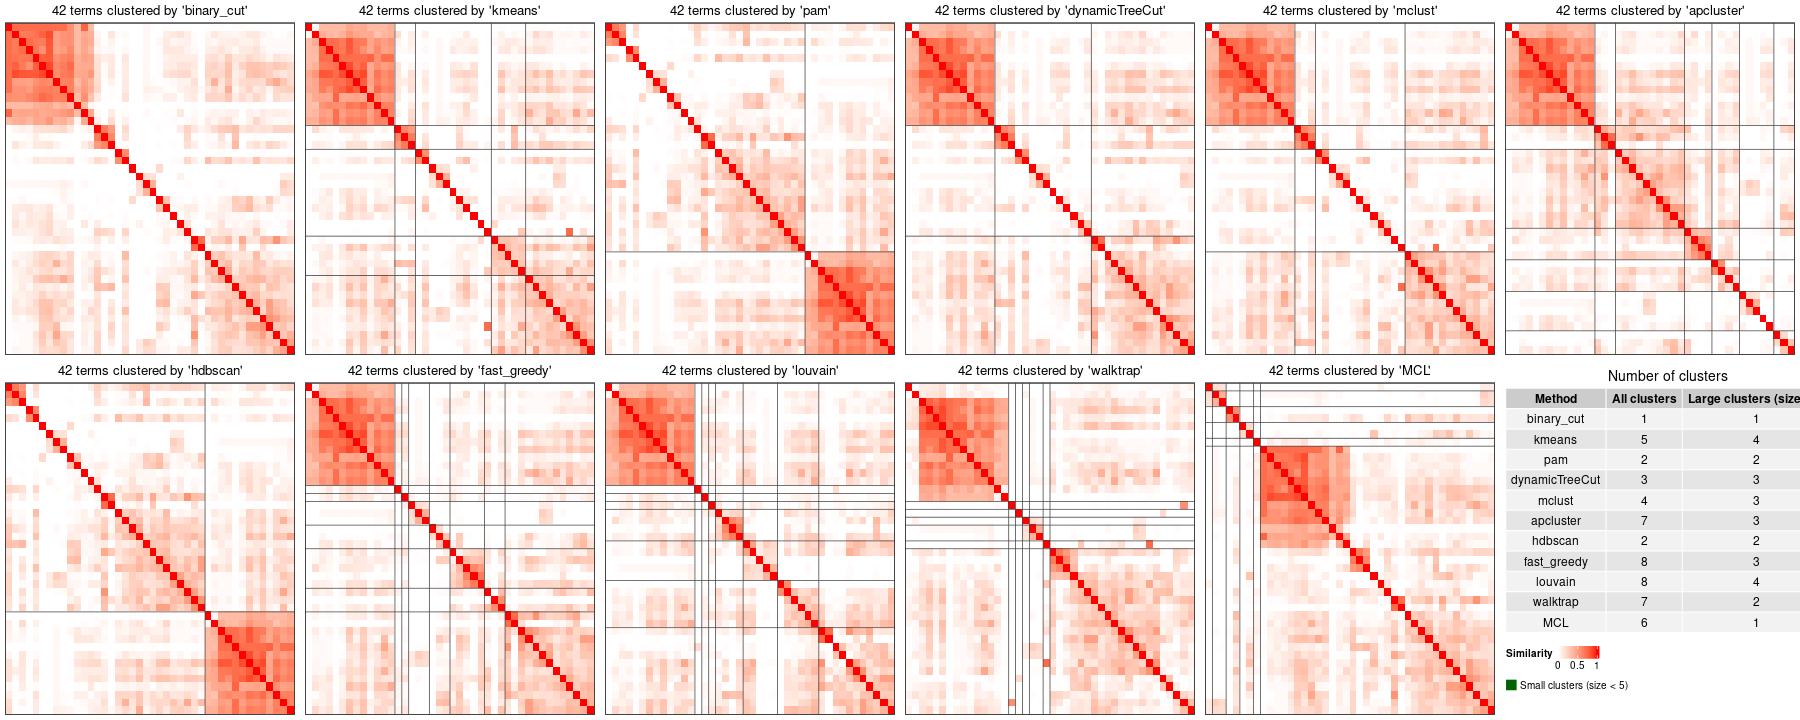 42 terms clustered by 'binary_cut'
42 terms clustered by 'kmeans'
42 terms clustered by 'pam'
42 terms clustered by 'dynamicTreeCut'
42 terms clustered by 'mclust'
42 terms clustered by 'apcluster'
42 terms clustered by 'hdbscan'
42 terms clustered by 'fast_greedy'
42 terms clustered by 'louvain'
42 terms clustered by 'walktrap'
42 terms clustered by 'MCL'
Number of clusters
Method All clusters Large clusters (size
binary_cut 1 1
kmeans 5 4
pam 2 2
dynamicTreeCut 3 3
mclust 4 3
apcluster 7 3
hdbscan 2 2
fast_greedy 8 3
louvain 8 4
walktrap 7 2
MCL 6 1
Similarity
0 0.5 1
Small clusters (size < 5)